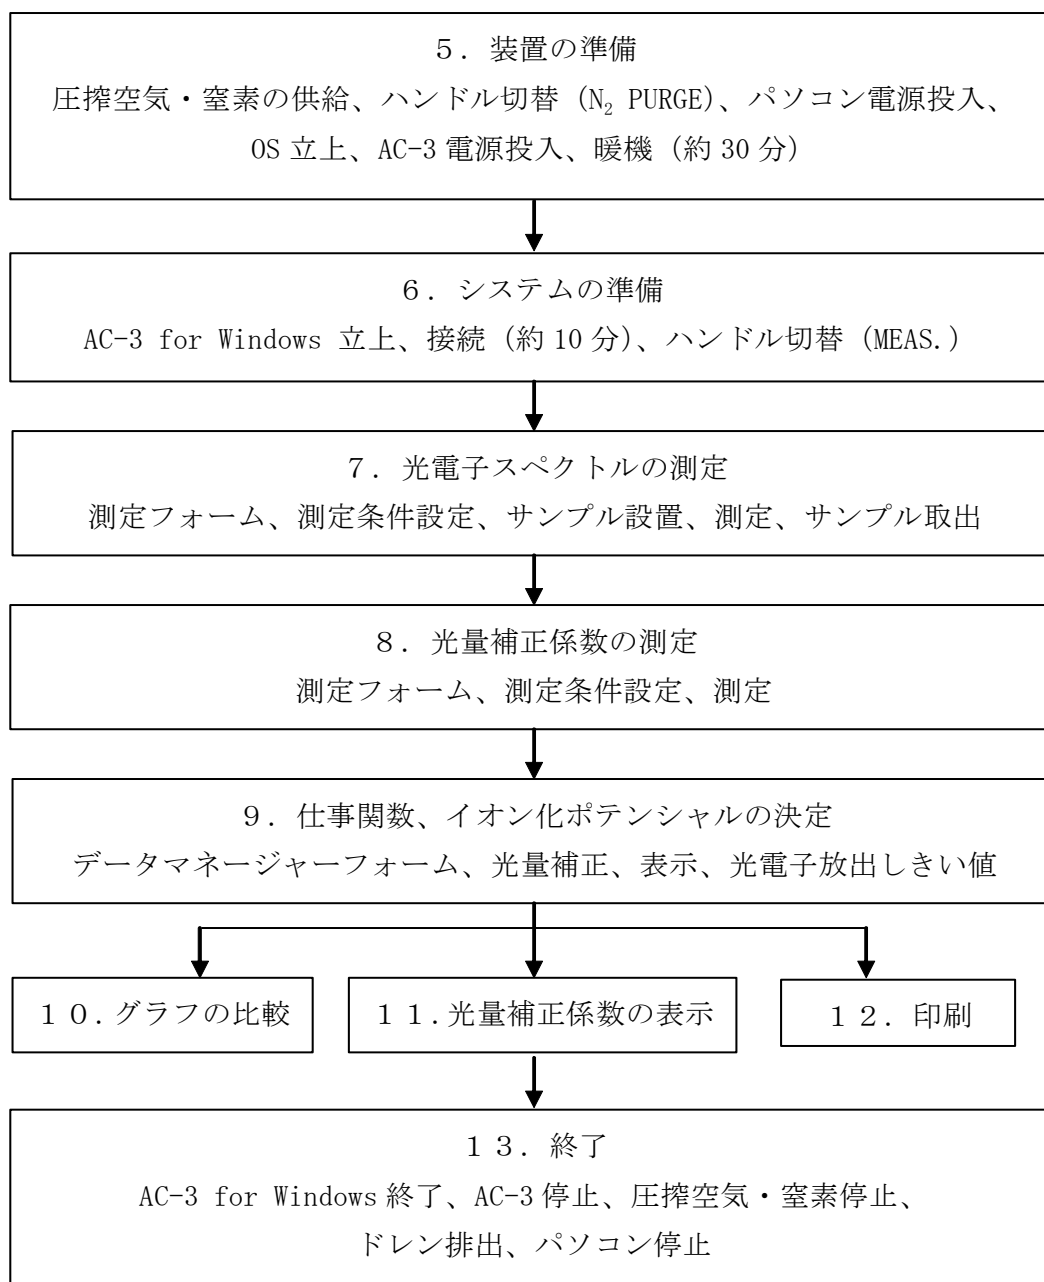 ５．装置の準備
圧搾空気・窒素の供給、ハンドル切替（N₂ PURGE）、パソコン電源投入、
OS 立上、AC-3 電源投入、暖機（約 30 分）
６．システムの準備
AC-3 for Windows 立上、接続（約 10 分）、ハンドル切替（MEAS.）
７．光電子スペクトルの測定
測定フォーム、測定条件設定、サンプル設置、測定、サンプル取出
８．光量補正係数の測定
測定フォーム、測定条件設定、測定
９．仕事関数、イオン化ポテンシャルの決定
データマネージャーフォーム、光量補正、表示、光電子放出しきい値
１０.グラフの比較
１１.光量補正係数の表示
１２．印刷
１３．終了
AC-3 for Windows 終了、AC-3 停止、圧搾空気・窒素停止、
ドレン排出、パソコン停止